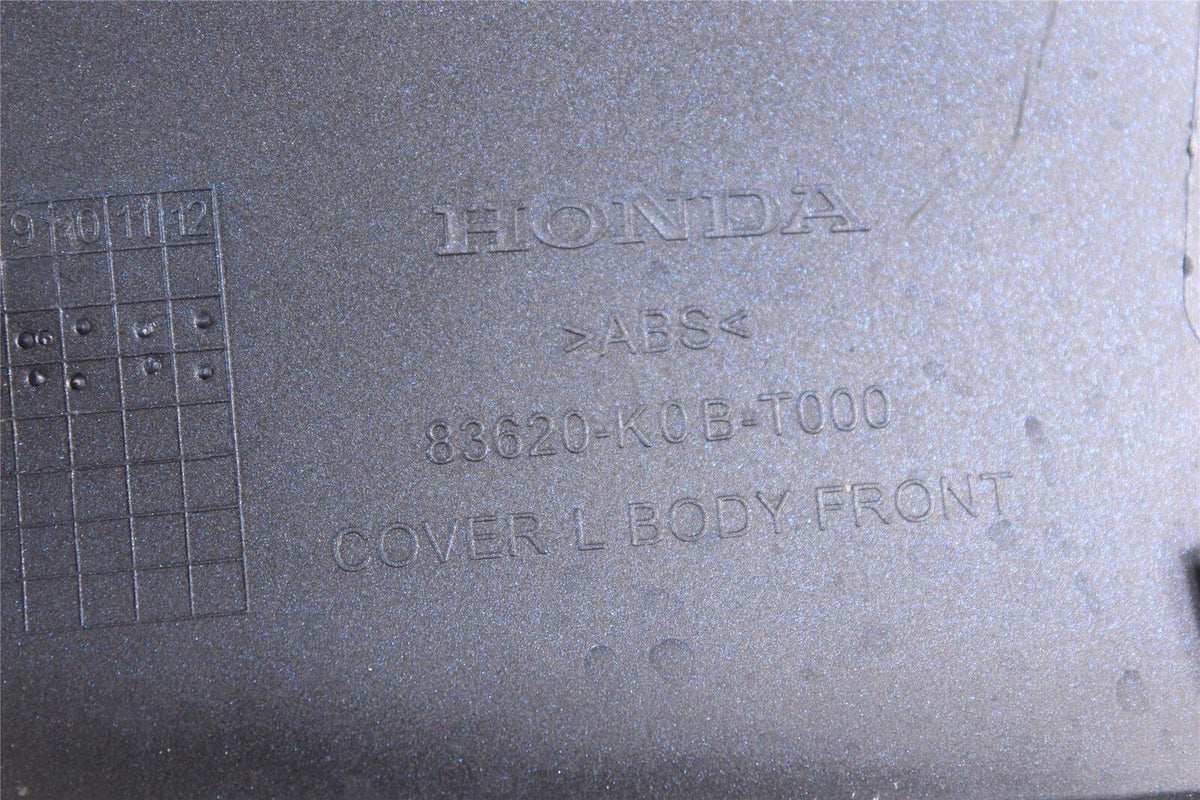 9 10 11 12
HONDA
>ABS<
83620-K0B-T000
COVER L BODY FRONT